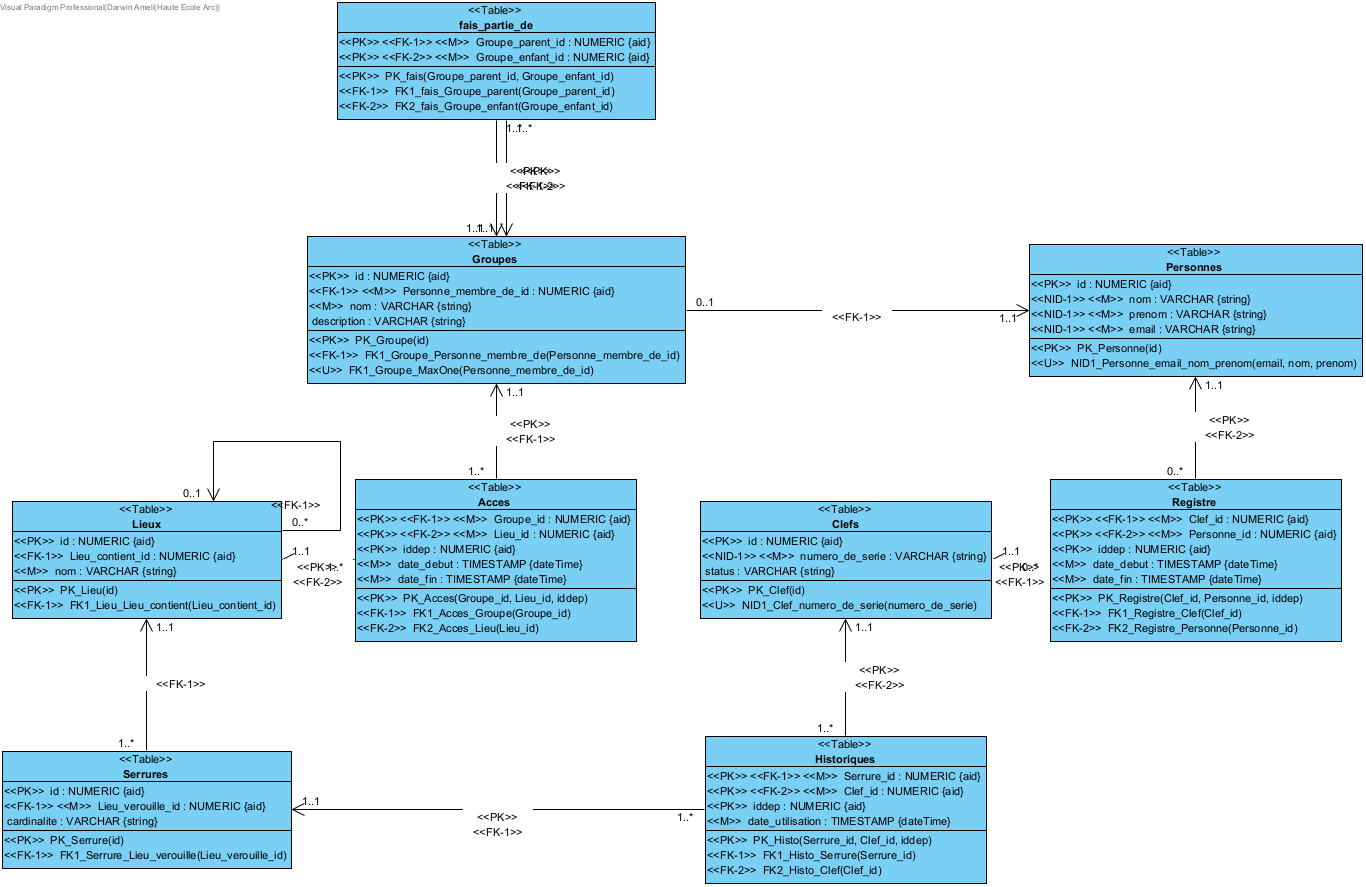 Visual Paradigm Professional(Darwin Ameli(Haute Ecole Arc))
<<Table>>
fais_partie_de
<<PK>> <<FK-1>> <<M>> Groupe_parent_id : NUMERIC {aid}
<<PK>> <<FK-2>> <<M>> Groupe_enfant_id : NUMERIC {aid}
<<PK>> PK_fais(Groupe_parent_id, Groupe_enfant_id)
<<FK-1>> FK1_fais_Groupe_parent(Groupe_parent_id)
<<FK-2>> FK2_fais_Groupe_enfant(Groupe_enfant_id)
<<Table>>
Groupes
<<PK>> id : NUMERIC {aid}
<<FK-1>> <<M>> Personne_membre_de_id : NUMERIC {aid}
<<M>> nom : VARCHAR {string}
description : VARCHAR {string}
<<PK>> PK_Groupe(id)
<<FK-1>> FK1_Groupe_Personne_membre_de(Personne_membre_de_id)
<<U>> FK1_Groupe_MaxOne(Personne_membre_de_id)
0..1
<<FK-1>>
1..1
<<Table>>
Personnes
<<PK>> id : NUMERIC {aid}
<<NID-1>> <<M>> nom : VARCHAR {string}
<<NID-1>> <<M>> prenom : VARCHAR {string}
<<NID-1>> <<M>> email : VARCHAR {string}
<<PK>> PK_Personne(id)
<<U>> NID1_Personne_email_nom_prenom(email, nom, prenom)
1..1
<<PK>>
<<FK-1>>
1..*
1..1
<<PK>>
<<FK-2>>
0..*
0..1
<<FK-1>>
0..*
<<Table>>
Lieux
<<PK>> id : NUMERIC {aid}
<<FK-1>> Lieu_contient_id : NUMERIC {aid}
<<M>> nom : VARCHAR {string}
<<PK>> PK_Lieu(id)
<<FK-1>> FK1_Lieu_Lieu_contient(Lieu_contient_id)
1..1
<<PK>>
1..*
<<FK-2>>
<<Table>>
Acces
<<PK>> <<FK-1>> <<M>> Groupe_id : NUMERIC {aid}
<<PK>> <<FK-2>> <<M>> Lieu_id : NUMERIC {aid}
<<PK>> iddep : NUMERIC {aid}
<<M>> date_debut : TIMESTAMP {dateTime}
<<M>> date_fin : TIMESTAMP {dateTime}
<<PK>> PK_Acces(Groupe_id, Lieu_id, iddep)
<<FK-1>> FK1_Acces_Groupe(Groupe_id)
<<FK-2>> FK2_Acces_Lieu(Lieu_id)
<<Table>>
Clefs
<<PK>> id : NUMERIC {aid}
<<NID-1>> <<M>> numero_de_serie : VARCHAR {string}
status : VARCHAR {string}
<<PK>> PK_Clef(id)
<<U>> NID1_Clef_numero_de_serie(numero_de_serie)
1..1
<<PK>>
0..*
<<FK-1>>
<<Table>>
Registre
<<PK>> <<FK-1>> <<M>> Clef_id : NUMERIC {aid}
<<PK>> <<FK-2>> <<M>> Personne_id : NUMERIC {aid}
<<PK>> iddep : NUMERIC {aid}
<<M>> date_debut : TIMESTAMP {dateTime}
<<M>> date_fin : TIMESTAMP {dateTime}
<<PK>> PK_Registre(Clef_id, Personne_id, iddep)
<<FK-1>> FK1_Registre_Clef(Clef_id)
<<FK-2>> FK2_Registre_Personne(Personne_id)
1..1
<<FK-1>>
1..*
1..1
<<PK>>
<<FK-2>>
1..*
<<Table>>
Serrures
<<PK>> id : NUMERIC {aid}
<<FK-1>> <<M>> Lieu_verouille_id : NUMERIC {aid}
cardinalite : VARCHAR {string}
<<PK>> PK_Serrure(id)
<<FK-1>> FK1_Serrure_Lieu_verouille(Lieu_verouille_id)
1..1
<<PK>>
<<FK-1>>
1..*
<<Table>>
Historiques
<<PK>> <<FK-1>> <<M>> Serrure_id : NUMERIC {aid}
<<PK>> <<FK-2>> <<M>> Clef_id : NUMERIC {aid}
<<PK>> iddep : NUMERIC {aid}
<<M>> date_utilisation : TIMESTAMP {dateTime}
<<PK>> PK_Histo(Serrure_id, Clef_id, iddep)
<<FK-1>> FK1_Histo_Serrure(Serrure_id)
<<FK-2>> FK2_Histo_Clef(Clef_id)